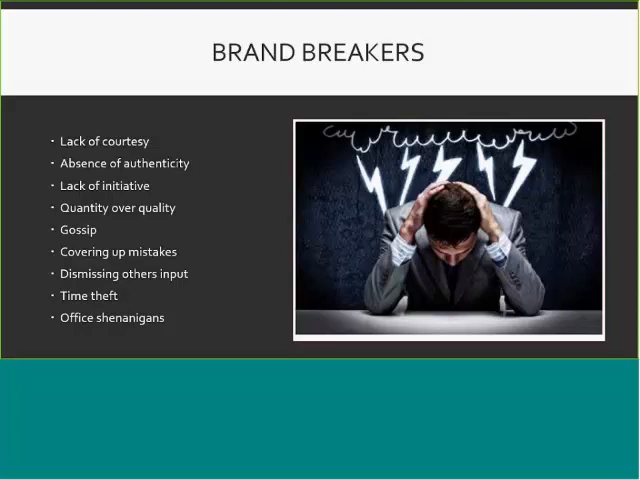 BRAND BREAKERS
· Lack of courtesy
· Absence of authenticity
· Lack of initiative
· Quantity over quality
· Gossip
· Covering up mistakes
· Dismissing others input
· Time theft
· Office shenanigans